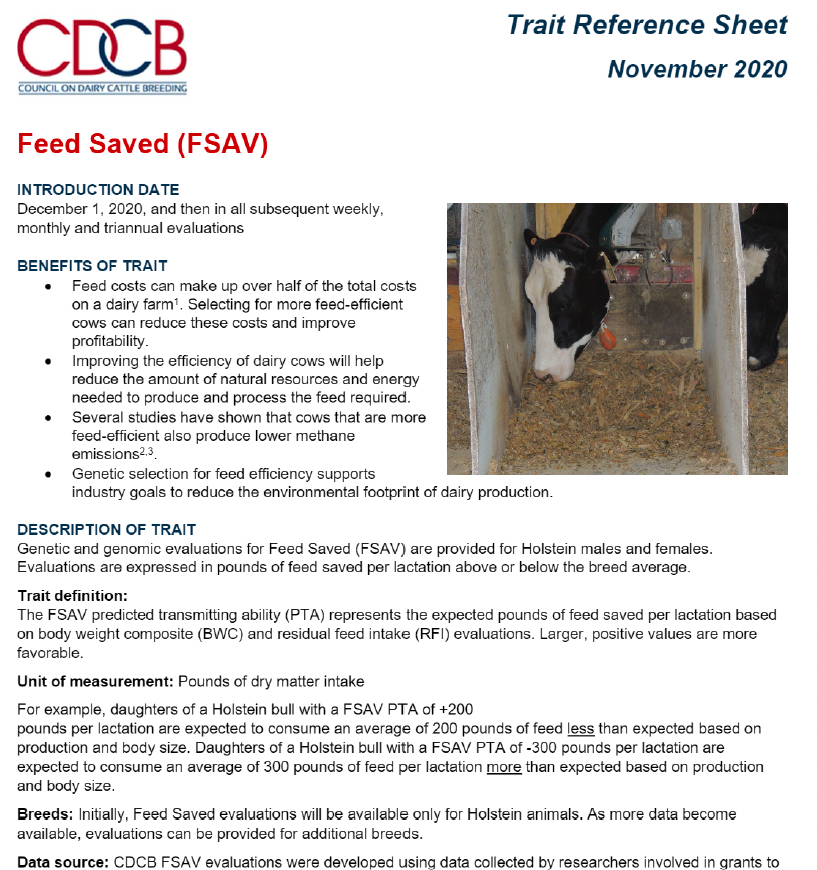 CDCB
COUNCIL ON DAIRY CATTLE BREEDING
Trait Reference Sheet
November 2020
Feed Saved (FSAV)
INTRODUCTION DATE
December 1, 2020, and then in all subsequent weekly,
monthly and triannual evaluations
BENEFITS OF TRAIT
• Feed costs can make up over half of the total costs
on a dairy farm¹. Selecting for more feed-efficient
cows can reduce these costs and improve
profitability.
• Improving the efficiency of dairy cows will help
reduce the amount of natural resources and energy
needed to produce and process the feed required.
• Several studies have shown that cows that are more
feed-efficient also produce lower methane
emissions²,³.
• Genetic selection for feed efficiency supports
industry goals to reduce the environmental footprint of dairy production.
DESCRIPTION OF TRAIT
Genetic and genomic evaluations for Feed Saved (FSAV) are provided for Holstein males and females.
Evaluations are expressed in pounds of feed saved per lactation above or below the breed average.
Trait definition:
The FSAV predicted transmitting ability (PTA) represents the expected pounds of feed saved per lactation based
on body weight composite (BWC) and residual feed intake (RFI) evaluations. Larger, positive values are more
favorable.
Unit of measurement: Pounds of dry matter intake
For example, daughters of a Holstein bull with a FSAV PTA of +200
pounds per lactation are expected to consume an average of 200 pounds of feed less than expected based on
production and body size. Daughters of a Holstein bull with a FSAV PTA of -300 pounds per lactation are
expected to consume an average of 300 pounds of feed per lactation more than expected based on production
and body size.
Breeds: Initially, Feed Saved evaluations will be available only for Holstein animals. As more data become
available, evaluations can be provided for additional breeds.
Data source: CDCB FSAV evaluations were developed using data collected by researchers involved in grants to